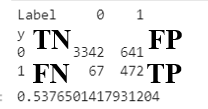 Label 0 1
y TN FP
0 3342 641
1 FN 67 472 TP
: 0.5376501417931204